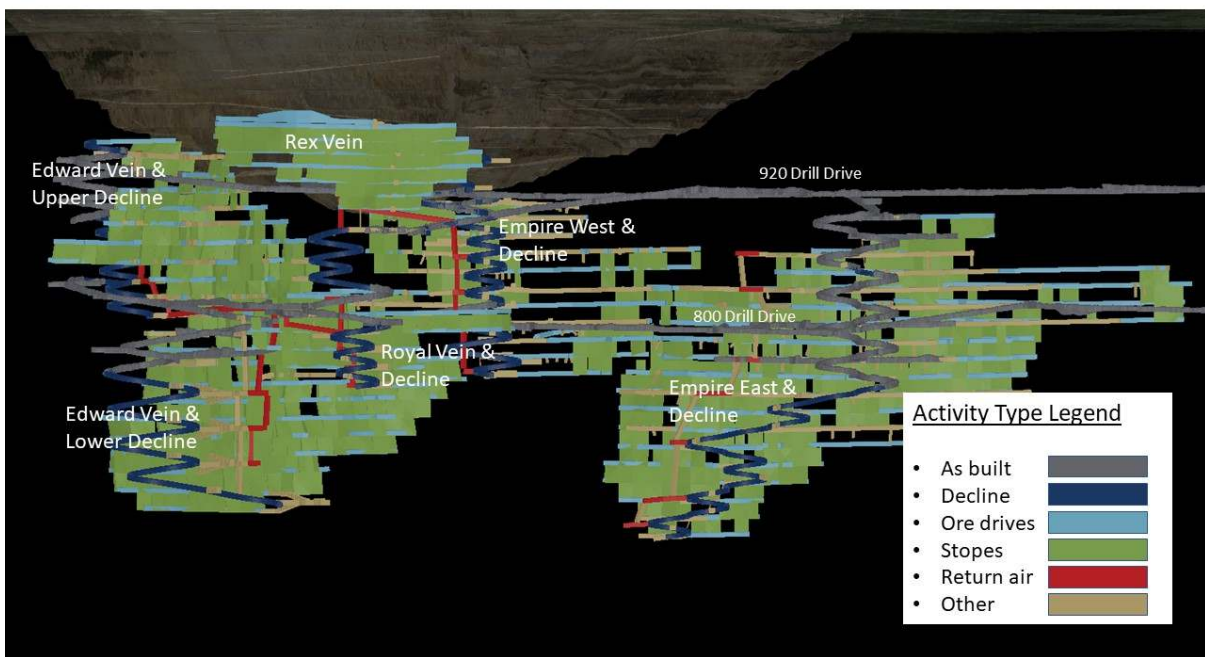 Rex Vein
Edward Vein &
Upper Decline
920 Drill Drive
Empire West &
Decline
800 Drill Drive
Royal Vein &
Decline
Empire East &
Decline
Edward Vein &
Lower Decline
Activity Type Legend
• As built
• Decline
• Ore drives
• Stopes
• Return air
• Other